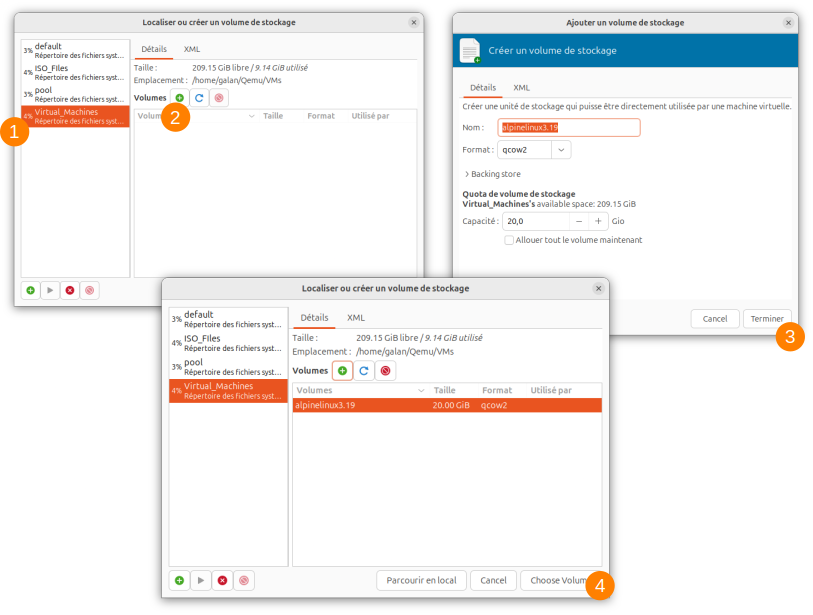 Localiser ou créer un volume de stockage
3% default
Répertoire des fichiers syst…
4% ISO_FIles
Répertoire des fichiers syst…
3% pool
Répertoire des fichiers syst…
4% Virtual_Machines
Répertoire des fichiers syst…
1
Détails XML
Taille : 209.15 GiB libre / 9.14 GiB utilisé
Emplacement : /home/galan/Qemu/VMs
Volumes
2
Volum Taille Format Utilisé par
Ajouter un volume de stockage
Créer un volume de stockage
Détails XML
Créer une unité de stockage qui puisse être directement utilisée par une machine virtuelle.
Nom : alpinelinux3.19
Format : qcow2
Backing store
Quota de volume de stockage
Virtual_Machines's available space: 209.15 GiB
Capacité : 20,0 − + Gio
Allouer tout le volume maintenant
Cancel Terminer
3
Localiser ou créer un volume de stockage
3% default
Répertoire des fichiers syst…
4% ISO_FIles
Répertoire des fichiers syst…
3% pool
Répertoire des fichiers syst…
4% Virtual_Machines
Répertoire des fichiers syst…
Détails XML
Taille : 209.15 GiB libre / 9.14 GiB utilisé
Emplacement : /home/galan/Qemu/VMs
Volumes
Volumes Taille Format Utilisé par
alpinelinux3.19 20.00 GiB qcow2
Parcourir en local Cancel Choose Volum
4